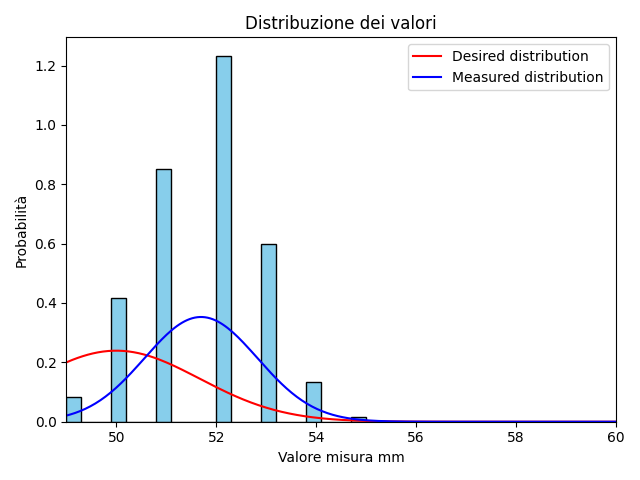 Distribuzione dei valori
Desired distribution
Measured distribution
Probabilità
1.2
1.0
0.8
0.6
0.4
0.2
0.0
50 52 54 56 58 60
Valore misura mm